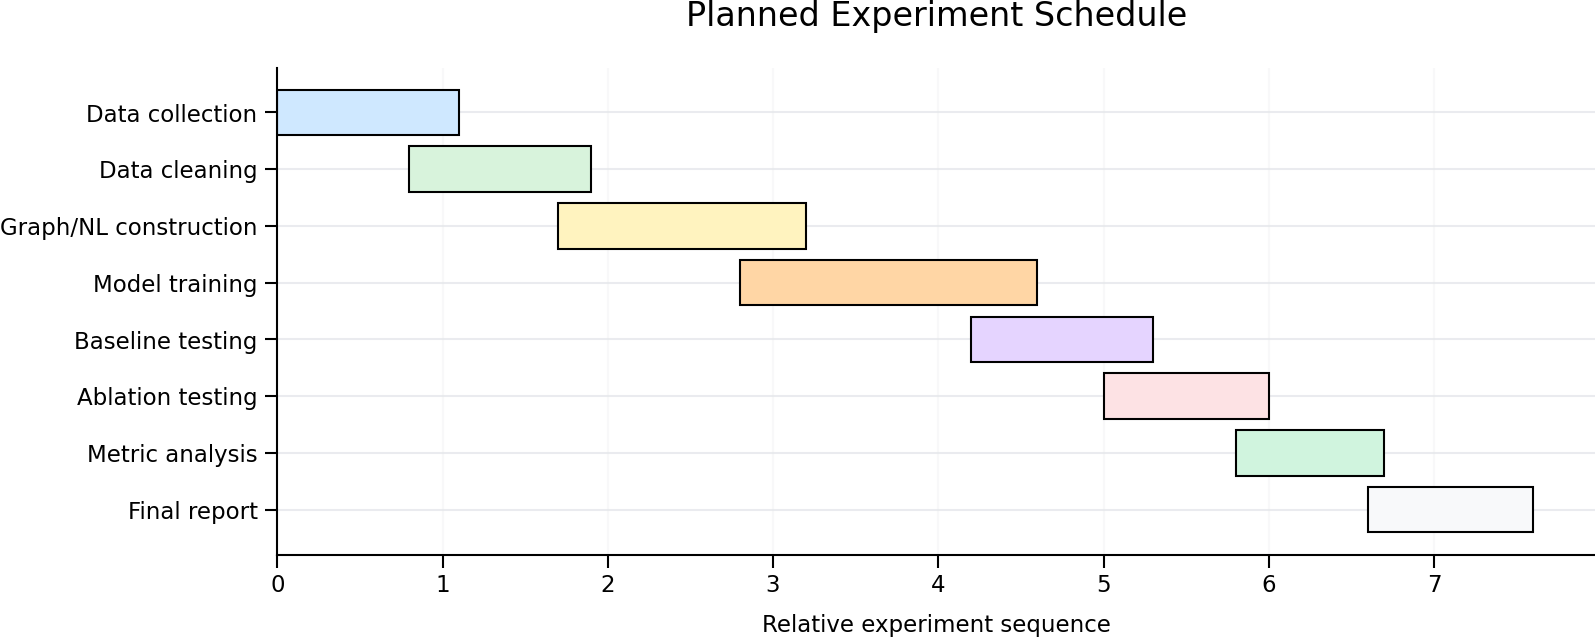 Planned Experiment Schedule
Data collection
Data cleaning
Graph/NL construction
Model training
Baseline testing
Ablation testing
Metric analysis
Final report
0 1 2 3 4 5 6 7
Relative experiment sequence